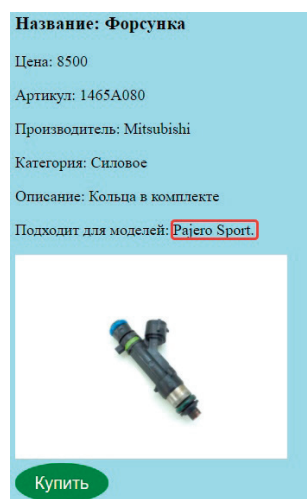 Название: Форсунка
Цена: 8500
Артикул: 1465A080
Производитель: Mitsubishi
Категория: Силовое
Описание: Кольца в комплекте
Подходит для моделей: Pajero Sport.
Купить